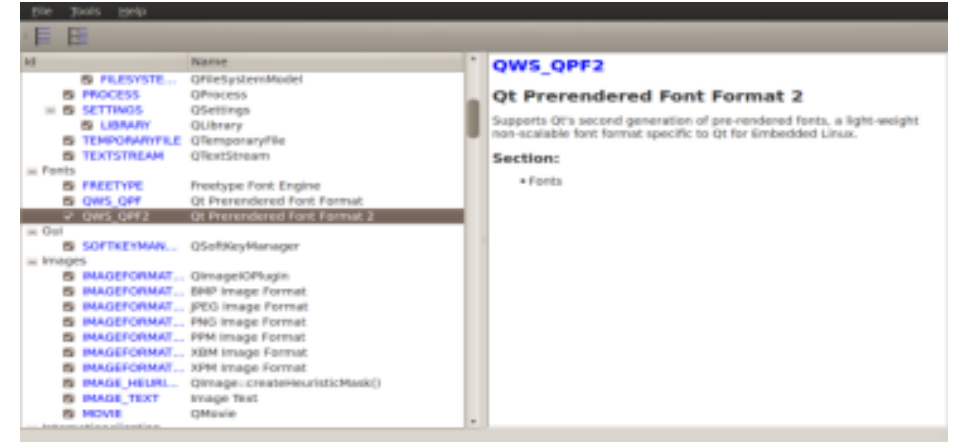 File Tools Help
Id Name
FILESYSTE... QFileSystemModel
PROCESS QProcess
SETTINGS QSettings
LIBRARY QLibrary
TEMPORARYFILE QTemporaryFile
TEXTSTREAM QTextStream
Fonts
FREETYPE Freetype Font Engine
QWS_QPF Qt Prerendered Font Format
QWS_QPF2 Qt Prerendered Font Format 2
Gui
SOFTKEYMAN... QSoftKeyManager
Images
IMAGEFORMAT... QImageIOPlugin
IMAGEFORMAT... BMP Image Format
IMAGEFORMAT... JPEG Image Format
IMAGEFORMAT... PNG Image Format
IMAGEFORMAT... PPM Image Format
IMAGEFORMAT... XBM Image Format
IMAGEFORMAT... XPM Image Format
IMAGE_HEURI... QImage::createHeuristicMask()
IMAGE_TEXT Image Text
MOVIE QMovie
QWS_QPF2
Qt Prerendered Font Format 2
Supports Qt's second generation of pre-rendered fonts, a light-weight
non-scalable font format specific to Qt for Embedded Linux.
Section:
• Fonts